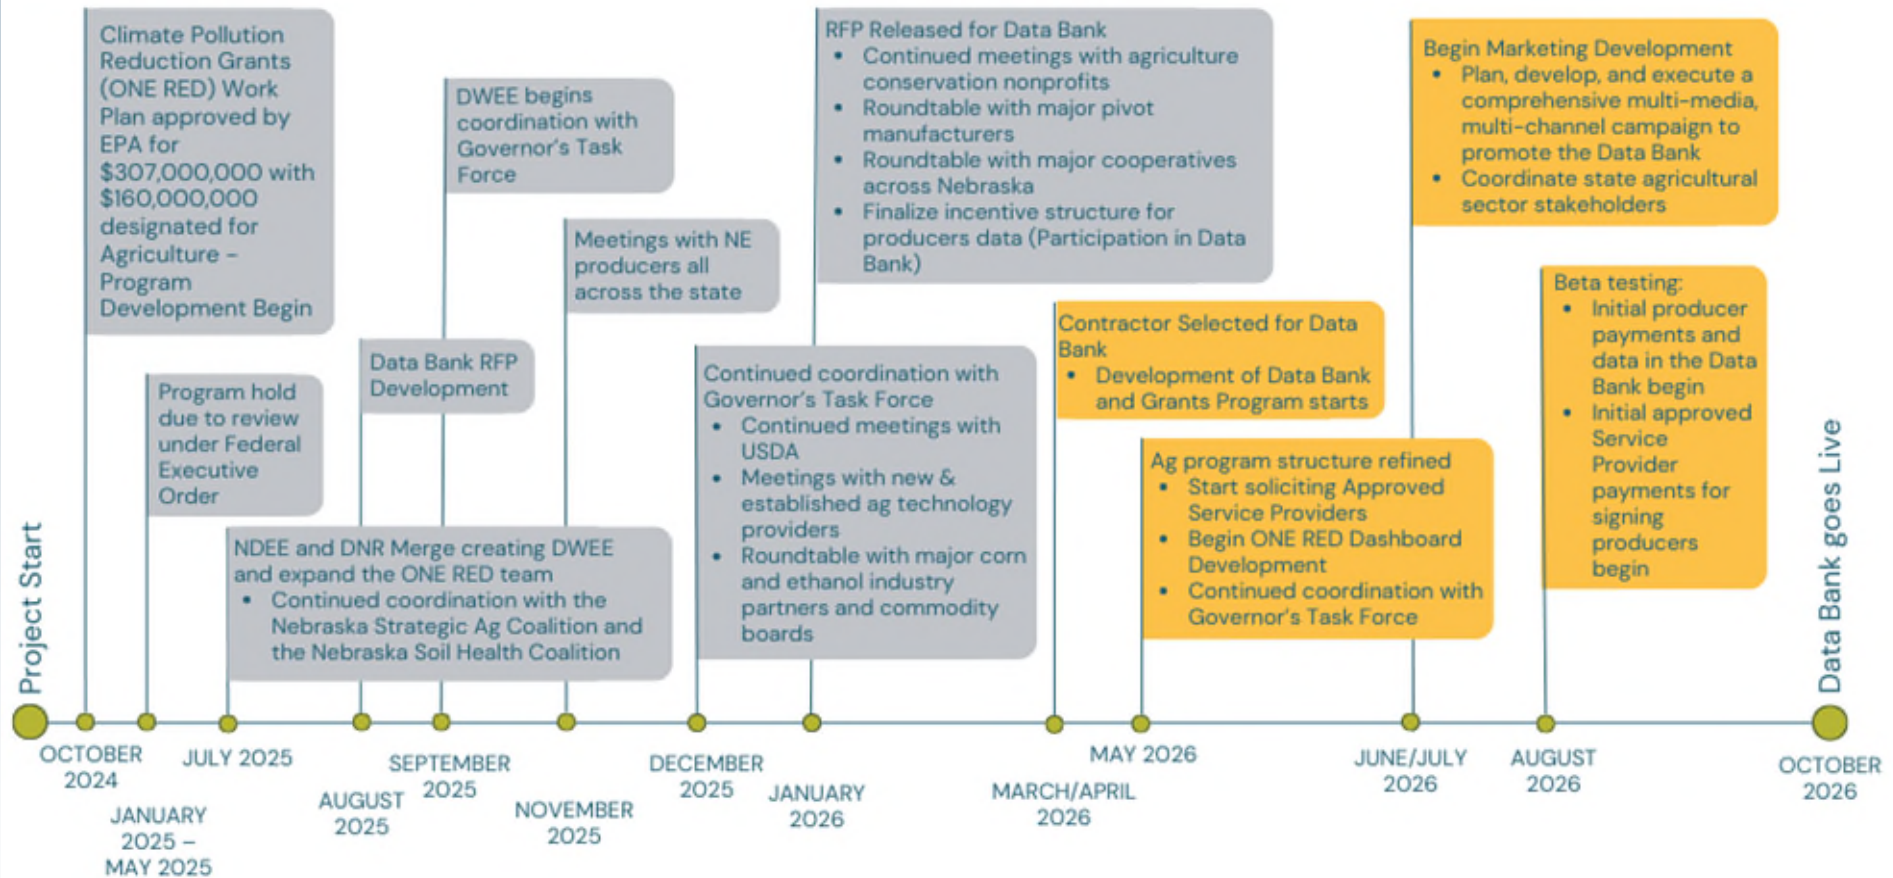 Climate Pollution
Reduction Grants
(ONE RED) Work
Plan approved by
EPA for
$307,000,000 with
$160,000,000
designated for
Agriculture –
Program
Development Begin
Program hold
due to review
under Federal
Executive
Order
NDEE and DNR Merge creating DWEE
and expand the ONE RED team
• Continued coordination with the
Nebraska Strategic Ag Coalition and
the Nebraska Soil Health Coalition
Data Bank RFP
Development
DWEE begins
coordination with
Governor's Task
Force
Meetings with NE
producers all
across the state
Continued coordination with
Governor's Task Force
• Continued meetings with
USDA
• Meetings with new &
established ag technology
providers
• Roundtable with major corn
and ethanol industry
partners and commodity
boards
RFP Released for Data Bank
• Continued meetings with agriculture
conservation nonprofits
• Roundtable with major pivot
manufacturers
• Roundtable with major cooperatives
across Nebraska
• Finalize incentive structure for
producers data (Participation in Data
Bank)
Contractor Selected for Data
Bank
• Development of Data Bank
and Grants Program starts
Ag program structure refined
• Start soliciting Approved
Service Providers
• Begin ONE RED Dashboard
Development
• Continued coordination with
Governor's Task Force
Begin Marketing Development
• Plan, develop, and execute a
comprehensive multi-media,
multi-channel campaign to
promote the Data Bank
• Coordinate state agricultural
sector stakeholders
Beta testing:
• Initial producer
payments and
data in the Data
Bank begin
• Initial approved
Service
Provider
payments for
signing
producers
begin
Project Start
Data Bank goes Live
OCTOBER
2024
JANUARY
2025 –
MAY 2025
JULY 2025
AUGUST
2025
SEPTEMBER
2025
NOVEMBER
2025
DECEMBER
2025
JANUARY
2026
MARCH/APRIL
2026
MAY 2026
JUNE/JULY
2026
AUGUST
2026
OCTOBER
2026